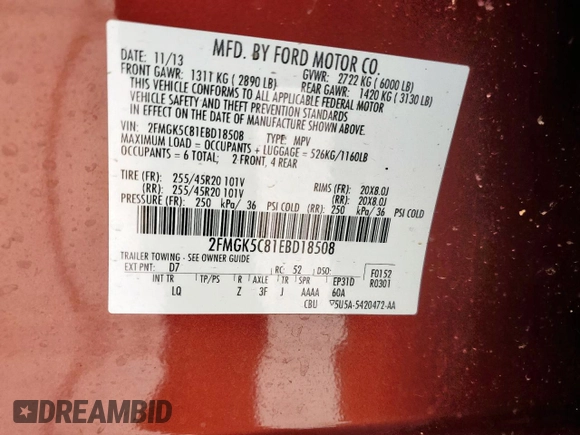 MFD. BY FORD MOTOR CO.
DATE: 11/13 GVWR: 2722 KG (6000 LB)
FRONT GAWR: 1311 KG (2890 LB) REAR GAWR: 1420 KG (3130 LB)
THIS VEHICLE CONFORMS TO ALL APPLICABLE FEDERAL MOTOR
VEHICLE SAFETY AND THEFT PREVENTION STANDARDS
IN EFFECT ON THE DATE OF MANUFACTURE SHOWN ABOVE.
VIN: 2FMGK5C81EBD18508 TYPE: MPV
MAXIMUM LOAD = OCCUPANTS + LUGGAGE = 526KG/1160LB
OCCUPANTS = 6 TOTAL; 2 FRONT, 4 REAR
TIRE (FR): 255/45R20 101V RIMS (FR): 20X8.0J
(RR): 255/45R20 101V (RR): 20X8.0J
PRESSURE (FR): 250 kPa/ 36 PSI COLD (RR): 250 kPa/ 36 PSI COLD
2FMGK5C81EBD18508
TRAILER TOWING - SEE OWNER GUIDE
EXT PNT: D7 RC: 52 DSO: F0152
INT TR TP/PS R AXLE TR SPR EP31D R0301
LQ Z 3F J AAAA 60A
CBU 5U5A-5420472-AA
DREAMBID